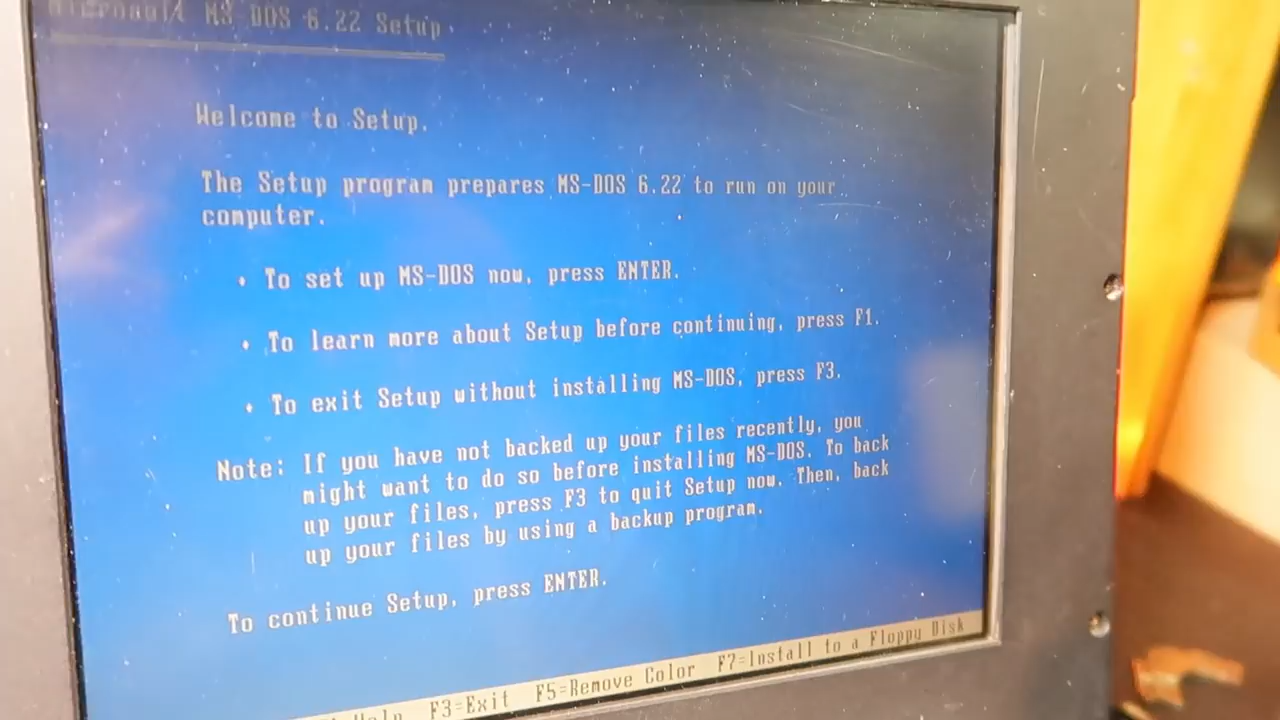 Microsoft MS DOS 6.22 Setup
Welcome to Setup.
The Setup program prepares MS-DOS 6.22 to run on your
computer.
• To set up MS-DOS now, press ENTER.
• To learn more about Setup before continuing, press F1.
• To exit Setup without installing MS-DOS, press F3.
Note: If you have not backed up your files recently, you
might want to do so before installing MS-DOS. To back
up your files, press F3 to quit Setup now. Then, back
up your files by using a backup program.
To continue Setup, press ENTER.
Help F3=Exit F5=Remove Color F7=Install to a Floppy Disk